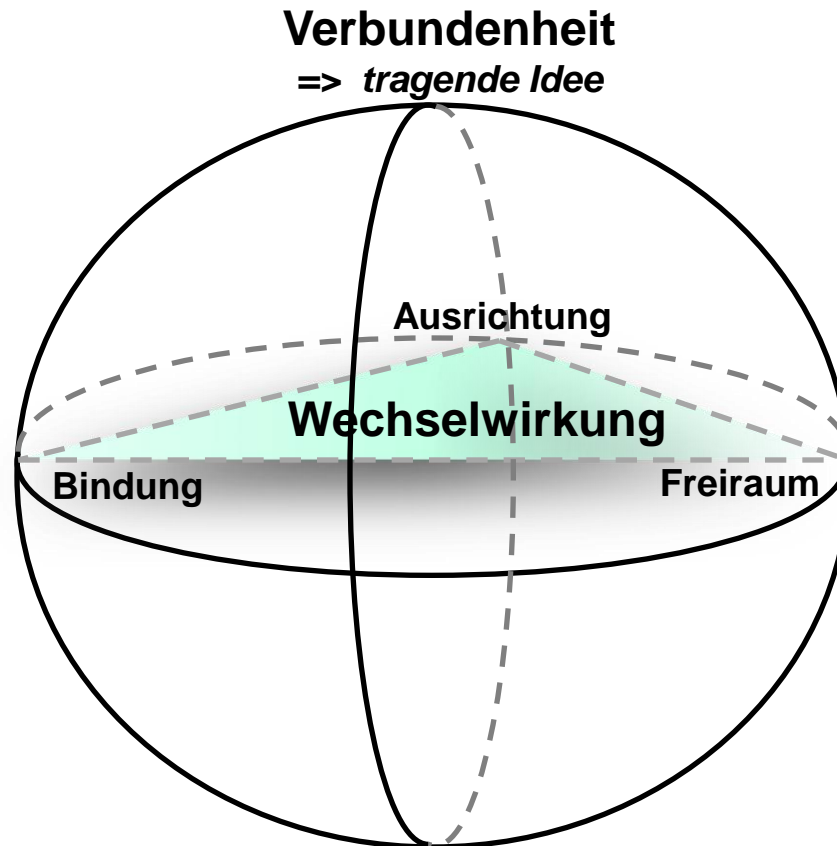 Verbundenheit
=> tragende Idee
Ausrichtung
Wechselwirkung
Bindung
Freiraum